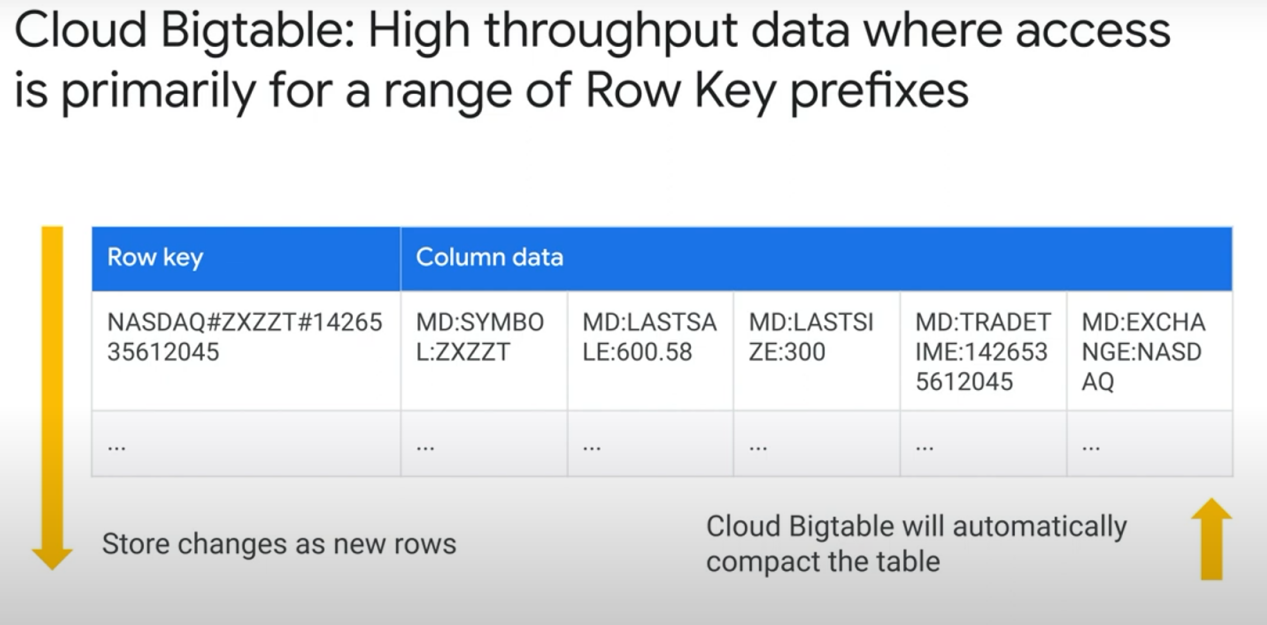 Cloud Bigtable: High throughput data where access
is primarily for a range of Row Key prefixes
Row key
Column data
NASDAQ#ZXZZT#14265
35612045
MD:SYMBO
L:ZXZZT
MD:LASTSA
LE:600.58
MD:LASTSI
ZE:300
MD:TRADET
IME:142653
5612045
MD:EXCHA
NGE:NASD
AQ
...
...
...
...
...
...
Store changes as new rows
Cloud Bigtable will automatically
compact the table